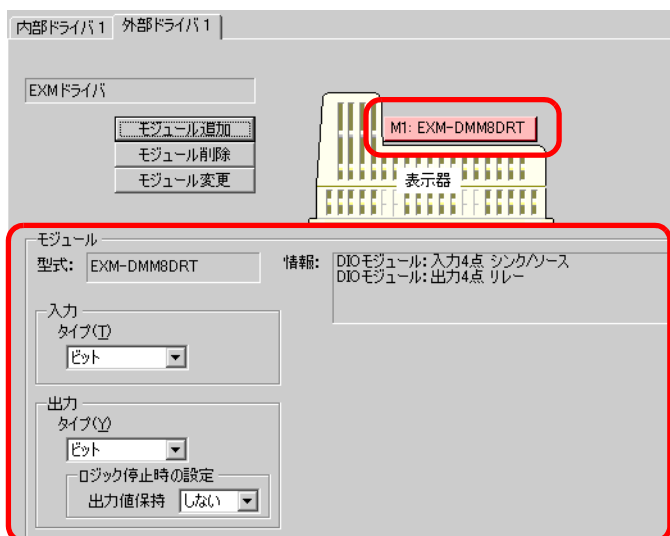 内部ドライバ 1 外部ドライバ 1
EXMドライバ
モジュール追加
モジュール削除
モジュール変更
M1: EXM-DMM8DRT
表示器
モジュール
型式: EXM-DMM8DRT
情報: DIOモジュール: 入力4点 シンク/ソース
DIOモジュール: 出力4点 リレー
入力
タイプ(T)
ビット
出力
タイプ(Y)
ビット
ロジック停止時の設定
出力値保持 しない